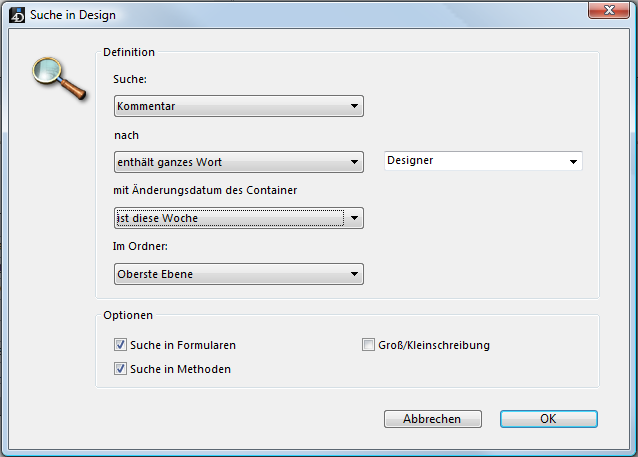 4D Suche in Design
Definition
Suche:
Kommentar
nach
enthält ganzes Wort
Designer
mit Änderungsdatum des Container
ist diese Woche
Im Ordner:
Oberste Ebene
Optionen
Suche in Formularen
Groß/Kleinschreibung
Suche in Methoden
Abbrechen
OK